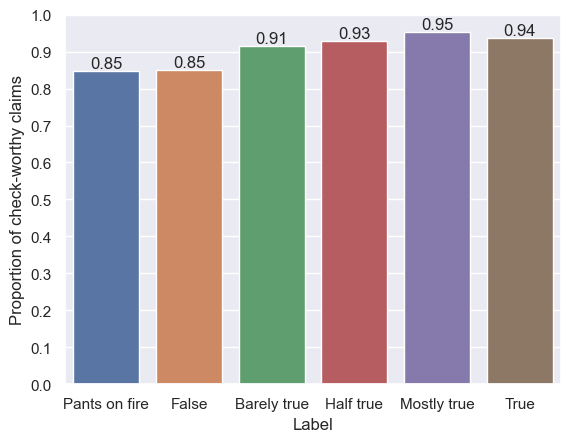 1.0
0.9
0.8
0.7
0.6
0.5
0.4
0.3
0.2
0.1
0.0
Proportion of check-worthy claims
0.85
0.85
0.91
0.93
0.95
0.94
Pants on fire
False
Barely true
Half true
Mostly true
True
Label